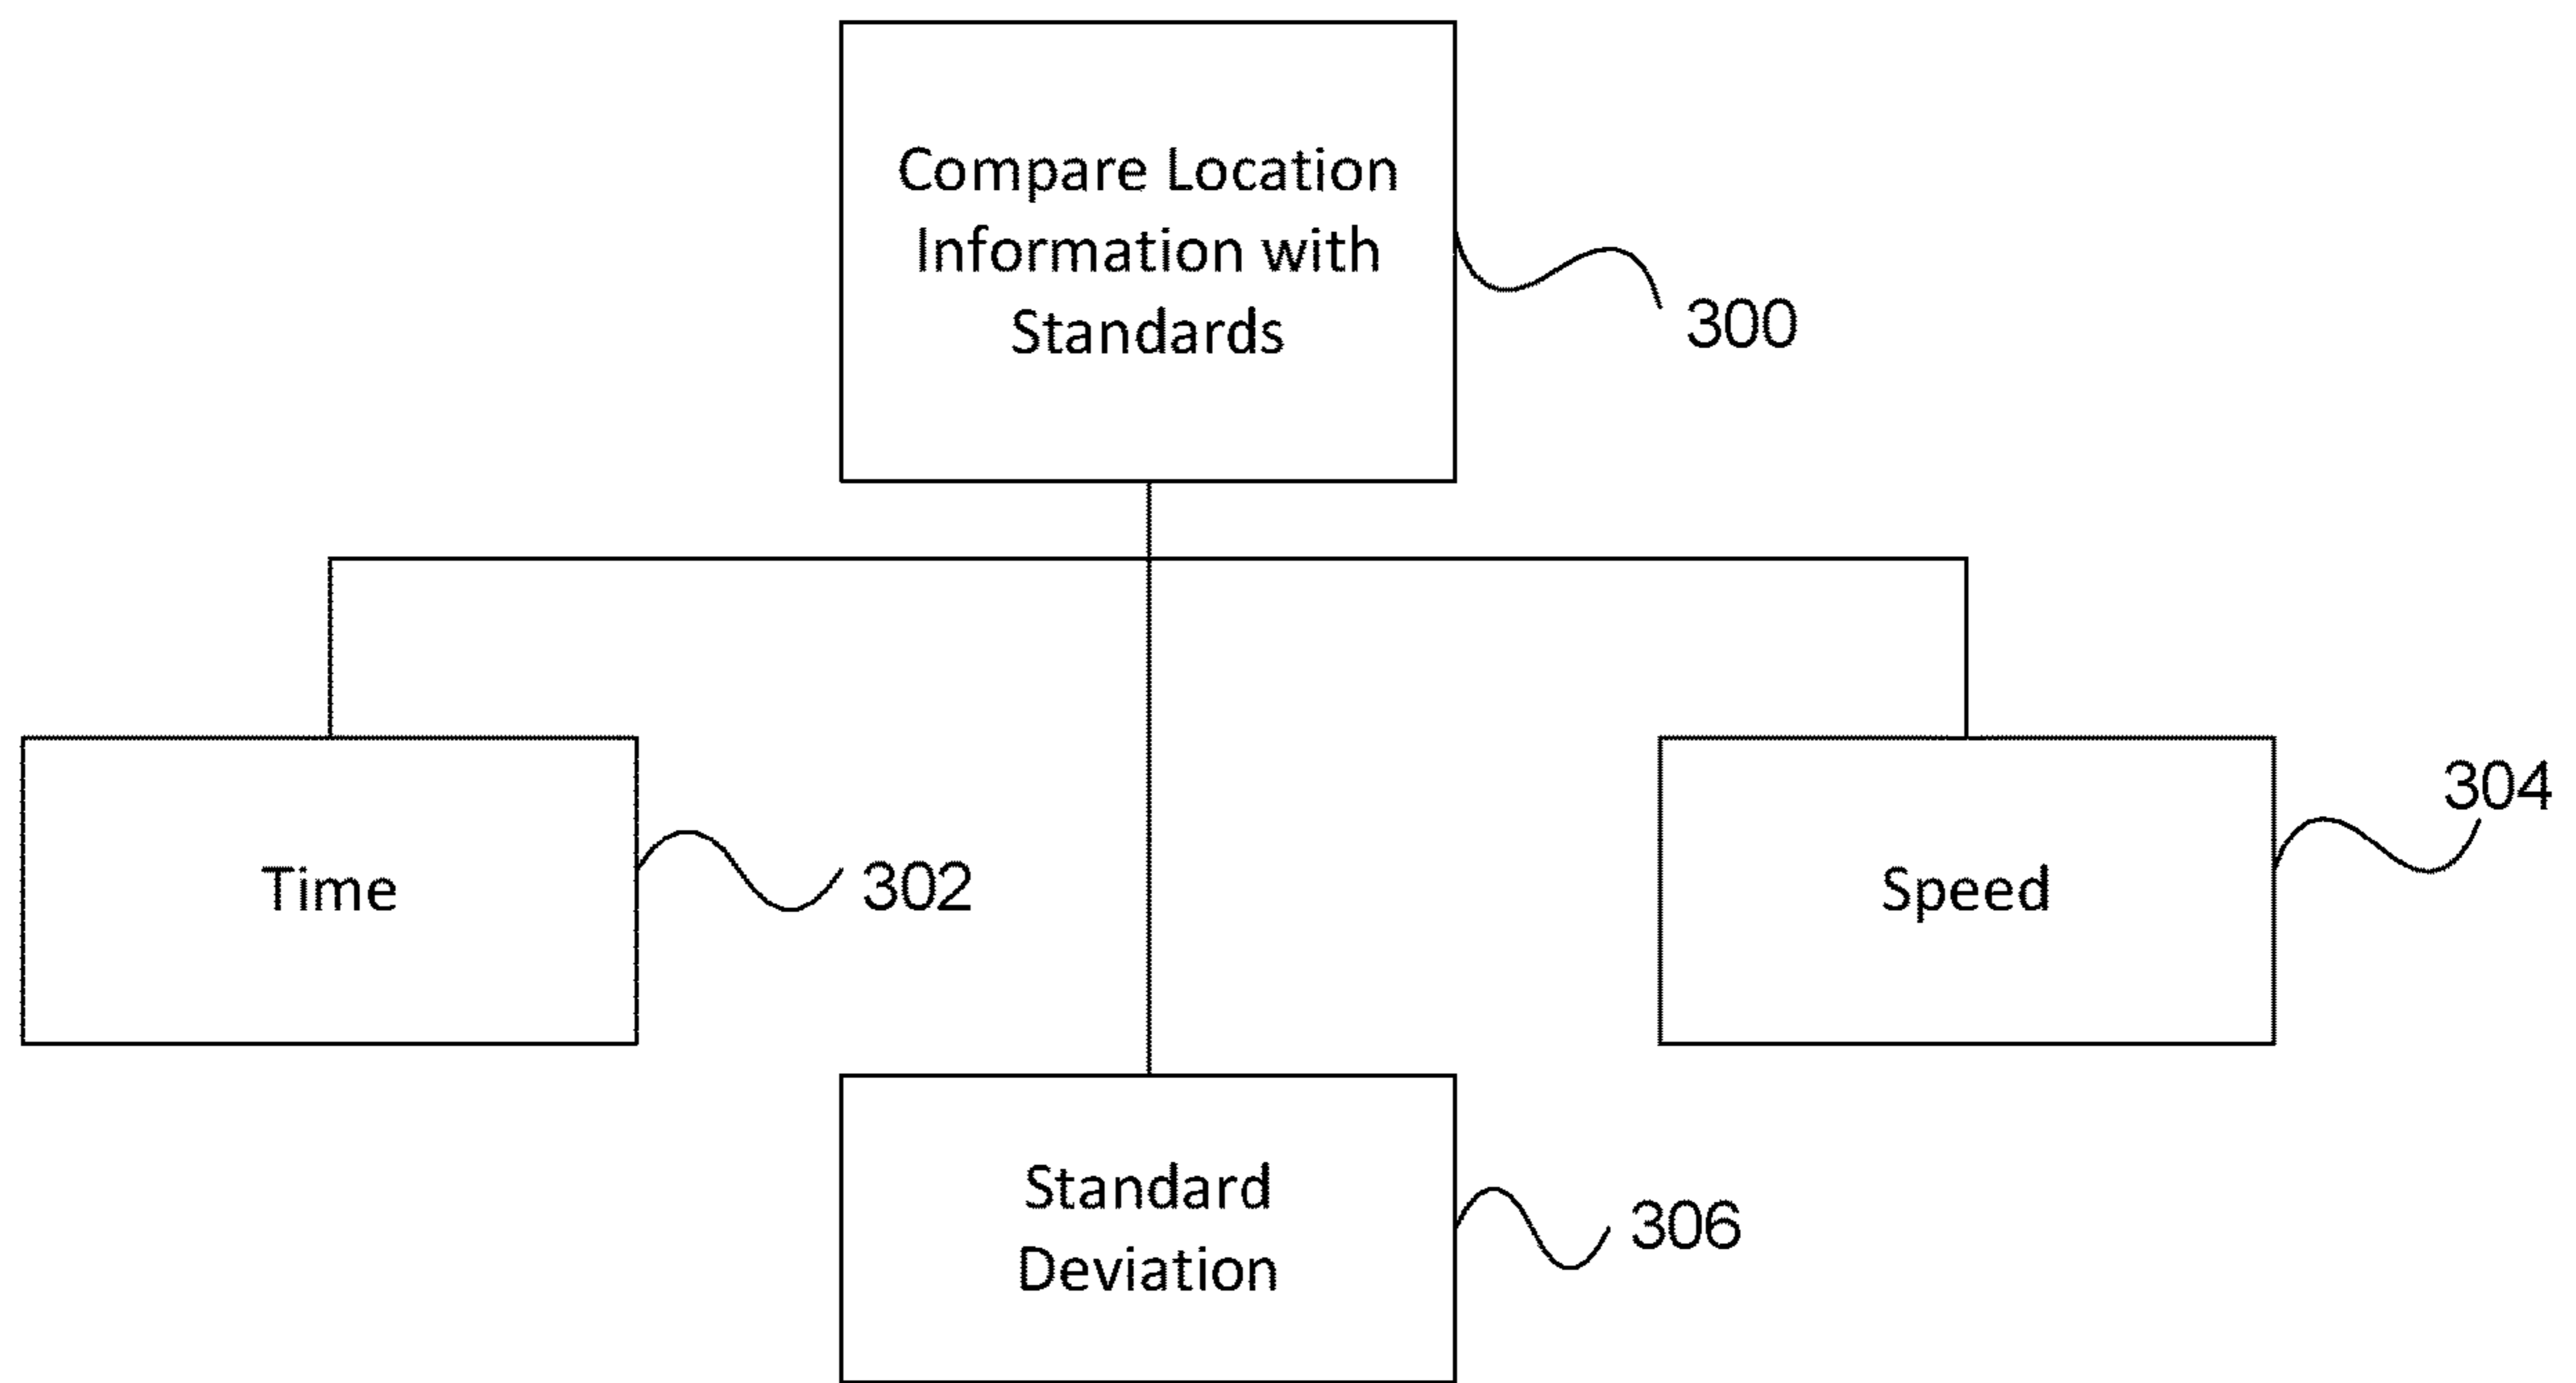 Compare Location
Information with
Standards
300
Time
302
Speed
304
Standard
Deviation
306